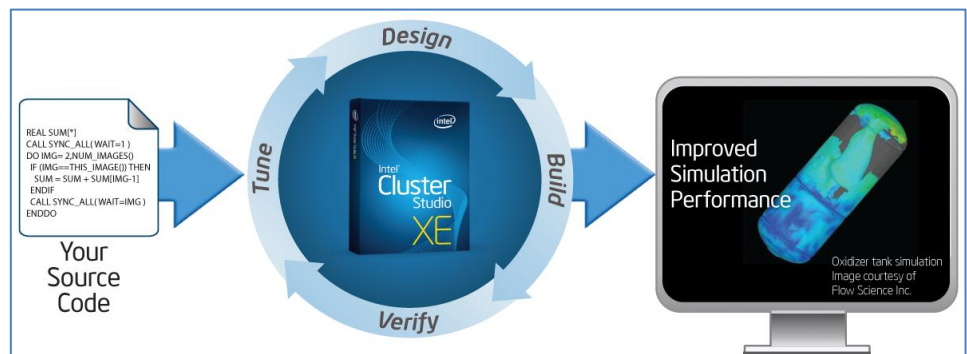 REAL SUM[*]
CALL SYNC_ALL( WAIT=1 )
DO IMG= 2,NUM_IMAGES()
IF (IMG==THIS_IMAGE()) THEN
SUM = SUM + SUM[IMG-1]
ENDIF
CALL SYNC_ALL( WAIT=IMG )
ENDDO
Your
Source
Code
Design
Build
Verify
Tune
intel
Intel®
Cluster
Studio
XE
Improved
Simulation
Performance
Oxidizer tank simulation
Image courtesy of
Flow Science Inc.